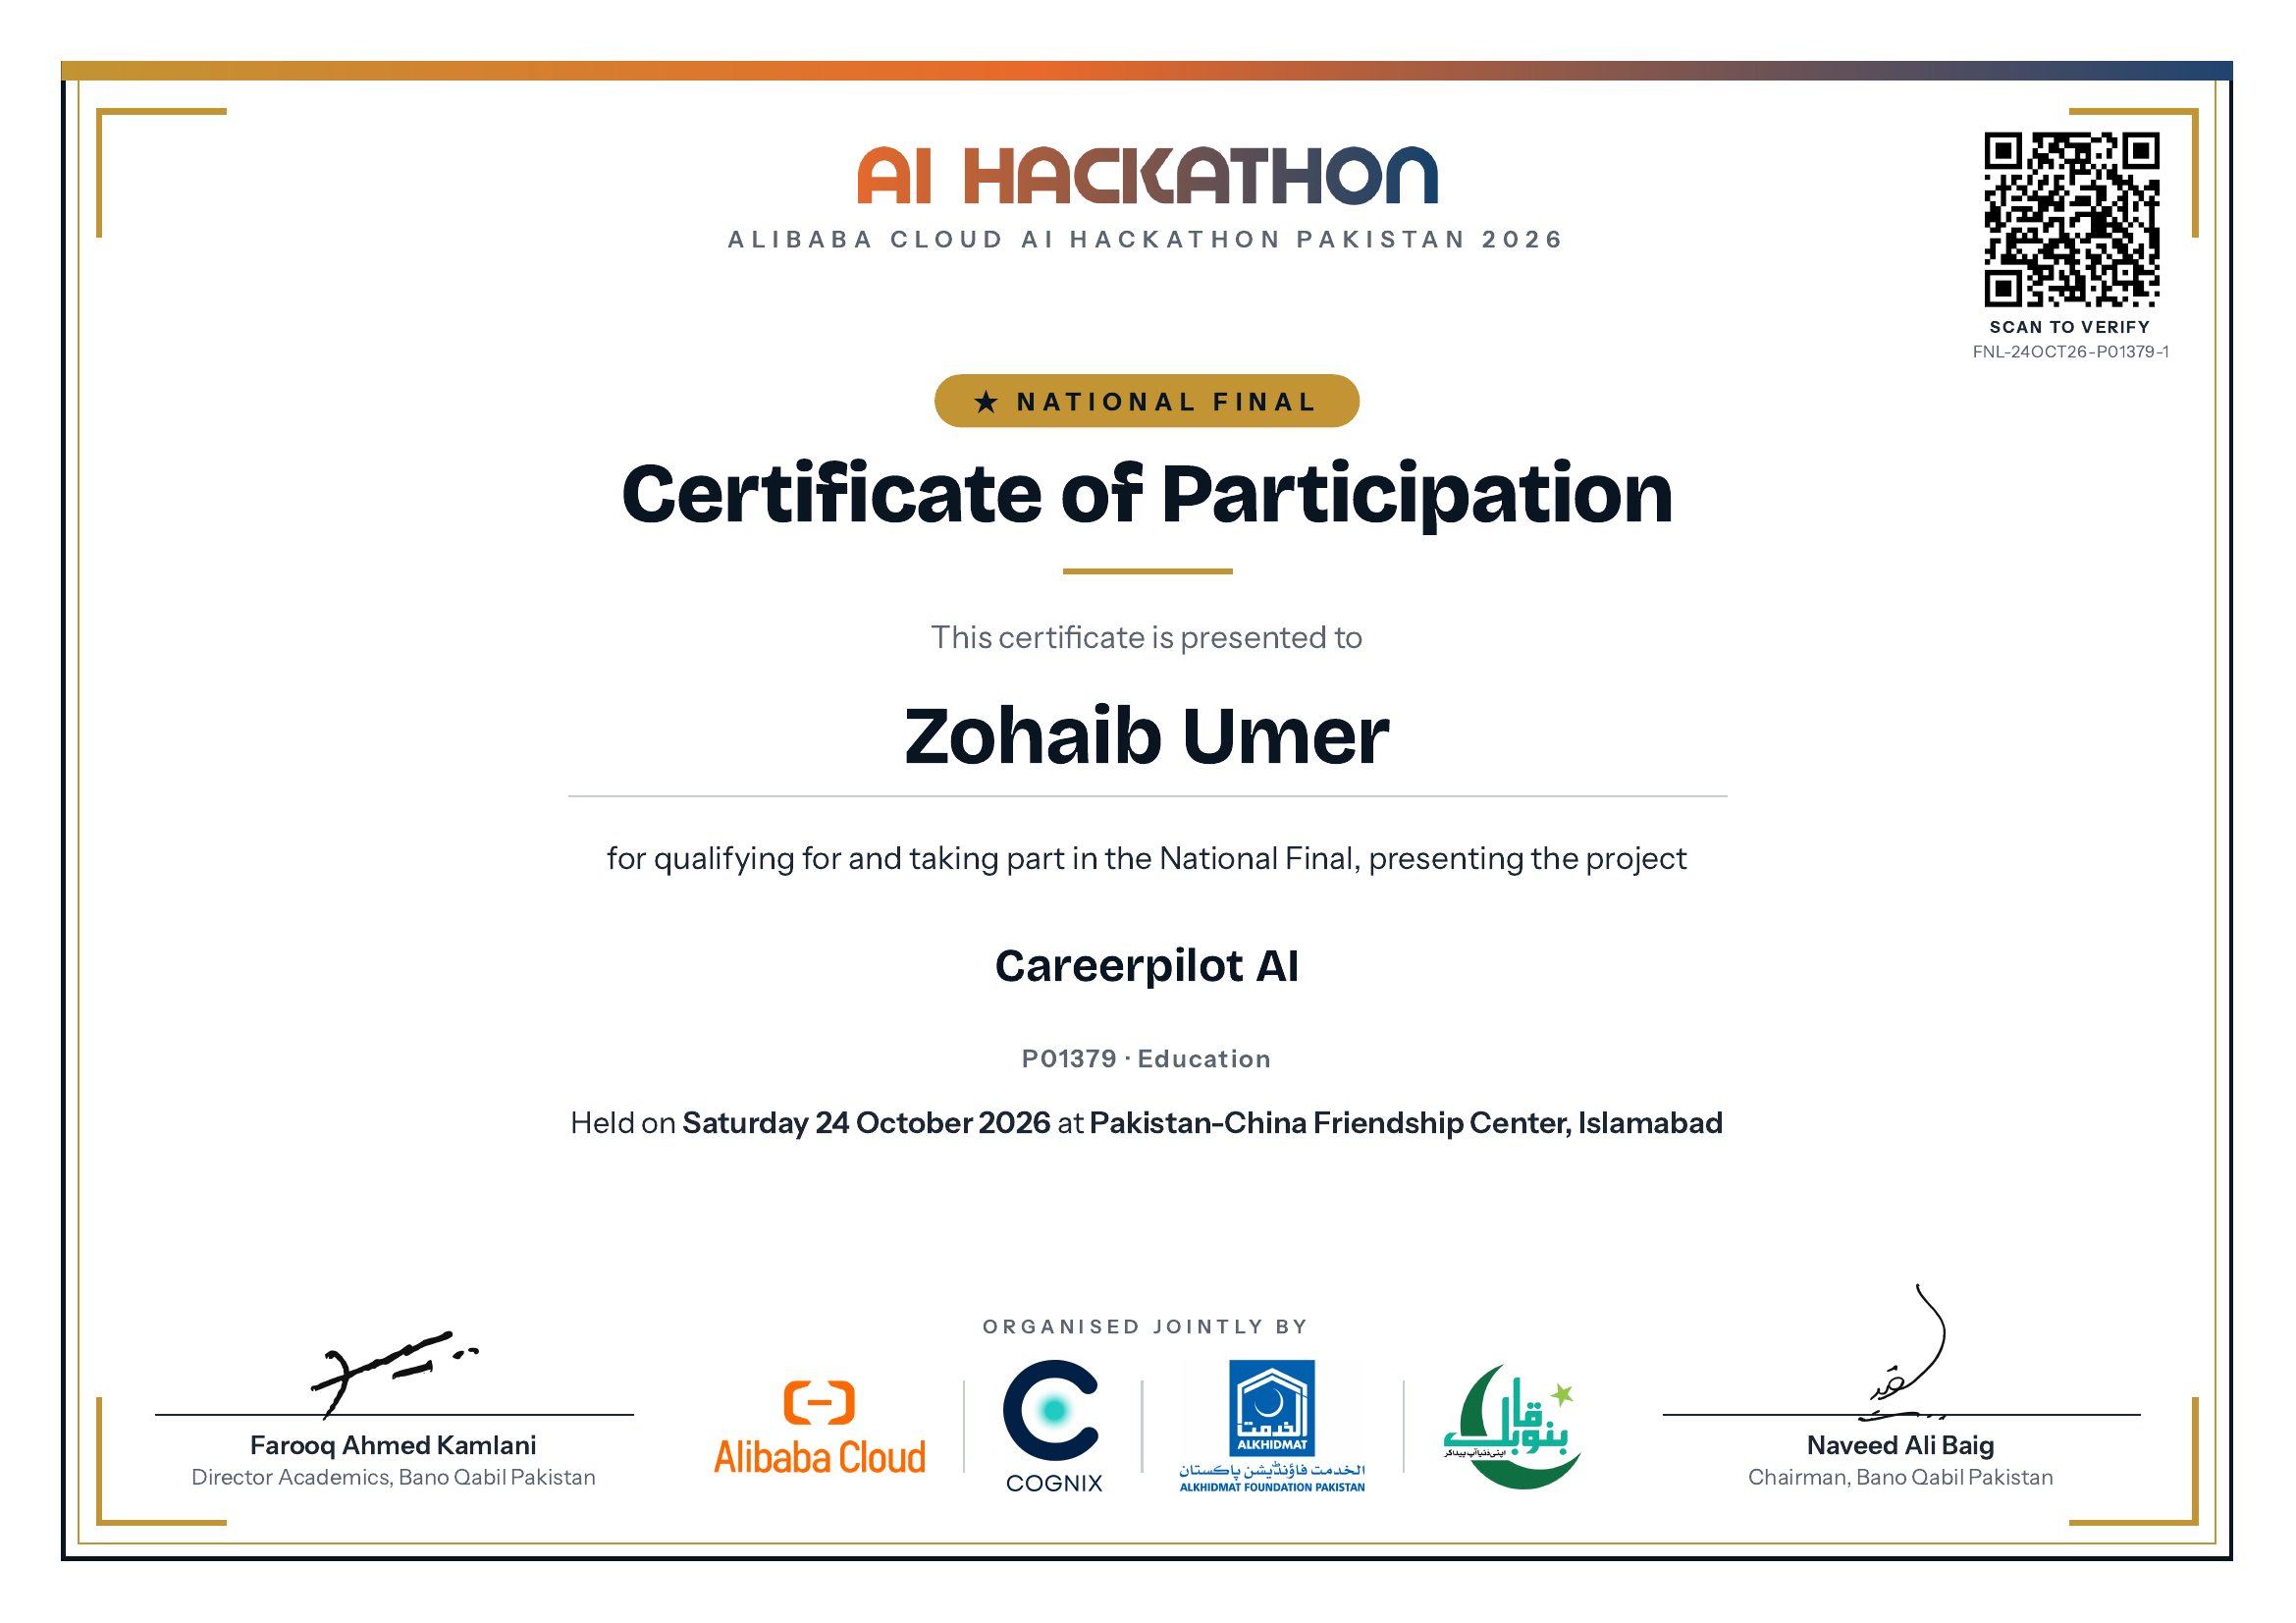 AI HACKATHON
ALIBABA CLOUD AI HACKATHON PAKISTAN 2026
SCAN TO VERIFY
FNL-24OCT26-P01379-1
★ NATIONAL FINAL
Certificate of Participation
This certificate is presented to
Zohaib Umer
for qualifying for and taking part in the National Final, presenting the project
Careerpilot AI
P01379 · Education
Held on Saturday 24 October 2026 at Pakistan-China Friendship Center, Islamabad
ORGANISED JOINTLY BY
Farooq Ahmed Kamlani
Director Academics, Bano Qabil Pakistan
Alibaba Cloud
COGNIX
الخدمت
ALKHIDMAT
الخدمت فاؤنڈیشن پاکستان
ALKHIDMAT FOUNDATION PAKISTAN
بنو قابل
Naveed Ali Baig
Chairman, Bano Qabil Pakistan